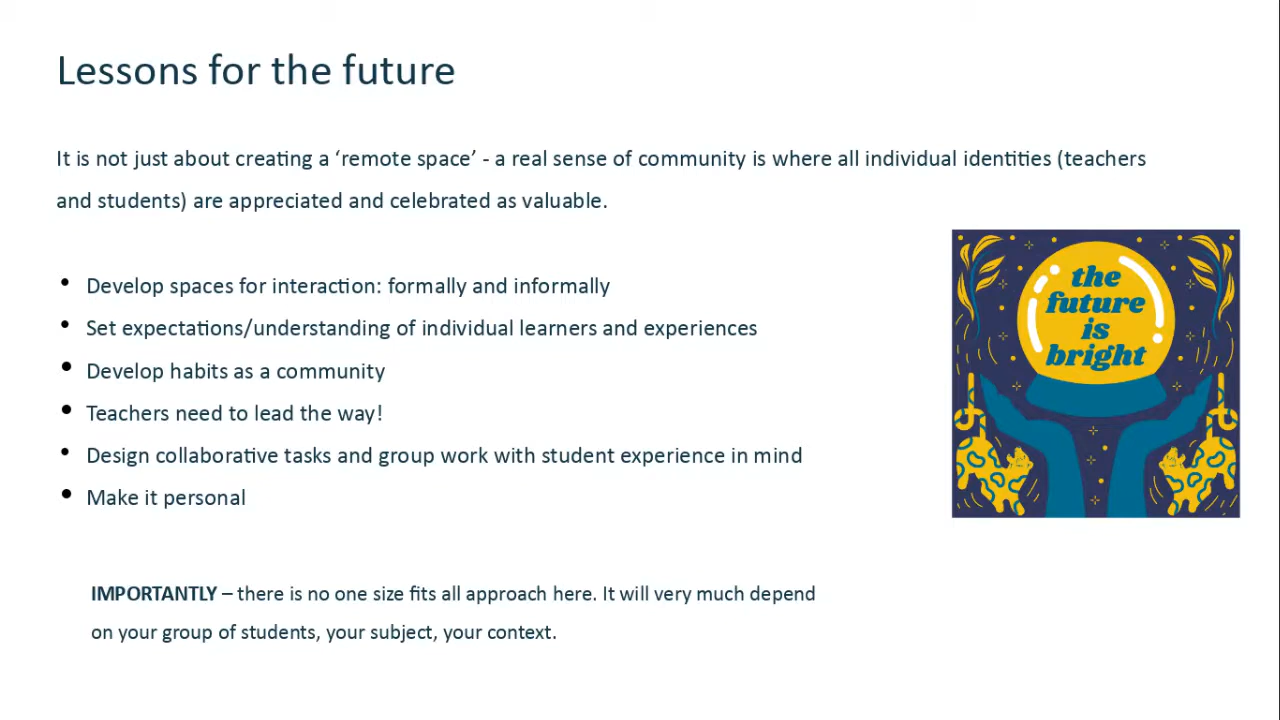 Lessons for the future
It is not just about creating a ‘remote space’ - a real sense of community is where all individual identities (teachers
and students) are appreciated and celebrated as valuable.
• Develop spaces for interaction: formally and informally
• Set expectations/understanding of individual learners and experiences
• Develop habits as a community
• Teachers need to lead the way!
• Design collaborative tasks and group work with student experience in mind
• Make it personal
the
future
is
bright
IMPORTANTLY – there is no one size fits all approach here. It will very much depend
on your group of students, your subject, your context.